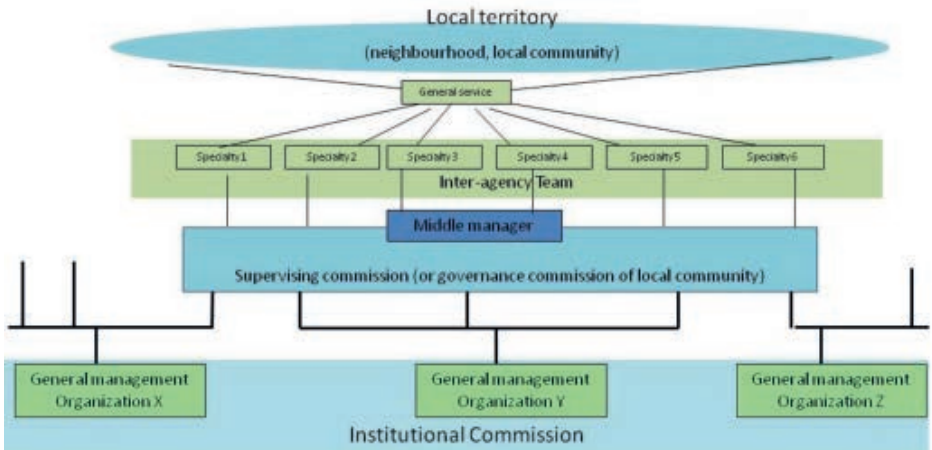 Local territory
(neighbourhood, local community)
General service
Specialty1 Specialty2 Specialty3 Specialty4 Specialty5 Specialty6
Inter-agency Team
Middle manager
Supervising commission (or governance commission of local community)
General management General management General management
Organization X Organization Y Organization Z
Institutional Commission